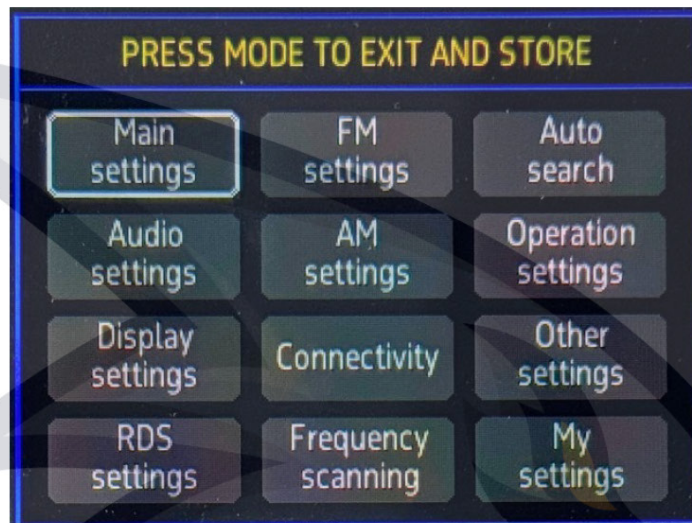 PRESS MODE TO EXIT AND STORE
Main
settings
FM
settings
Auto
search
Audio
settings
AM
settings
Operation
settings
Display
settings
Connectivity
Other
settings
RDS
settings
Frequency
scanning
My
settings